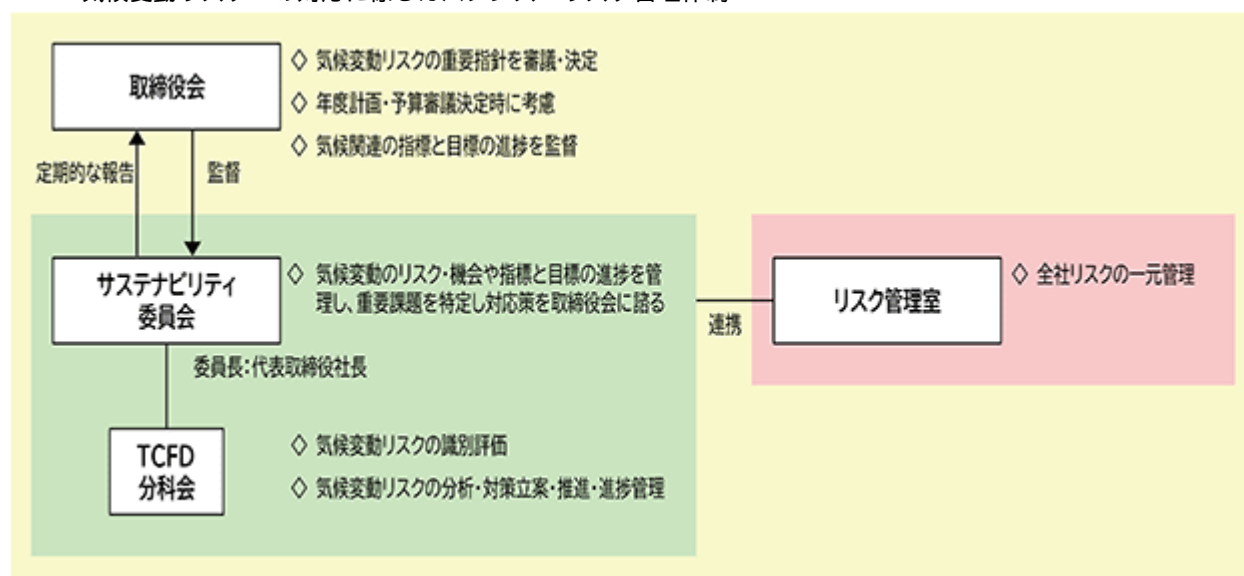 取締役会
◇ 気候変動リスクの重要指針を審議・決定
◇ 年度計画・予算審議決定時に考慮
◇ 気候関連の指標と目標の進捗を監督
定期的な報告
監督
サステナビリティ
委員会
◇ 気候変動のリスク・機会や指標と目標の進捗を管
理し、重要課題を特定し対応策を取締役会に諮る
委員長：代表取締役社長
連携
リスク管理室
◇ 全社リスクの一元管理
TCFD
分科会
◇ 気候変動リスクの識別評価
◇ 気候変動リスクの分析・対策立案・推進・進捗管理